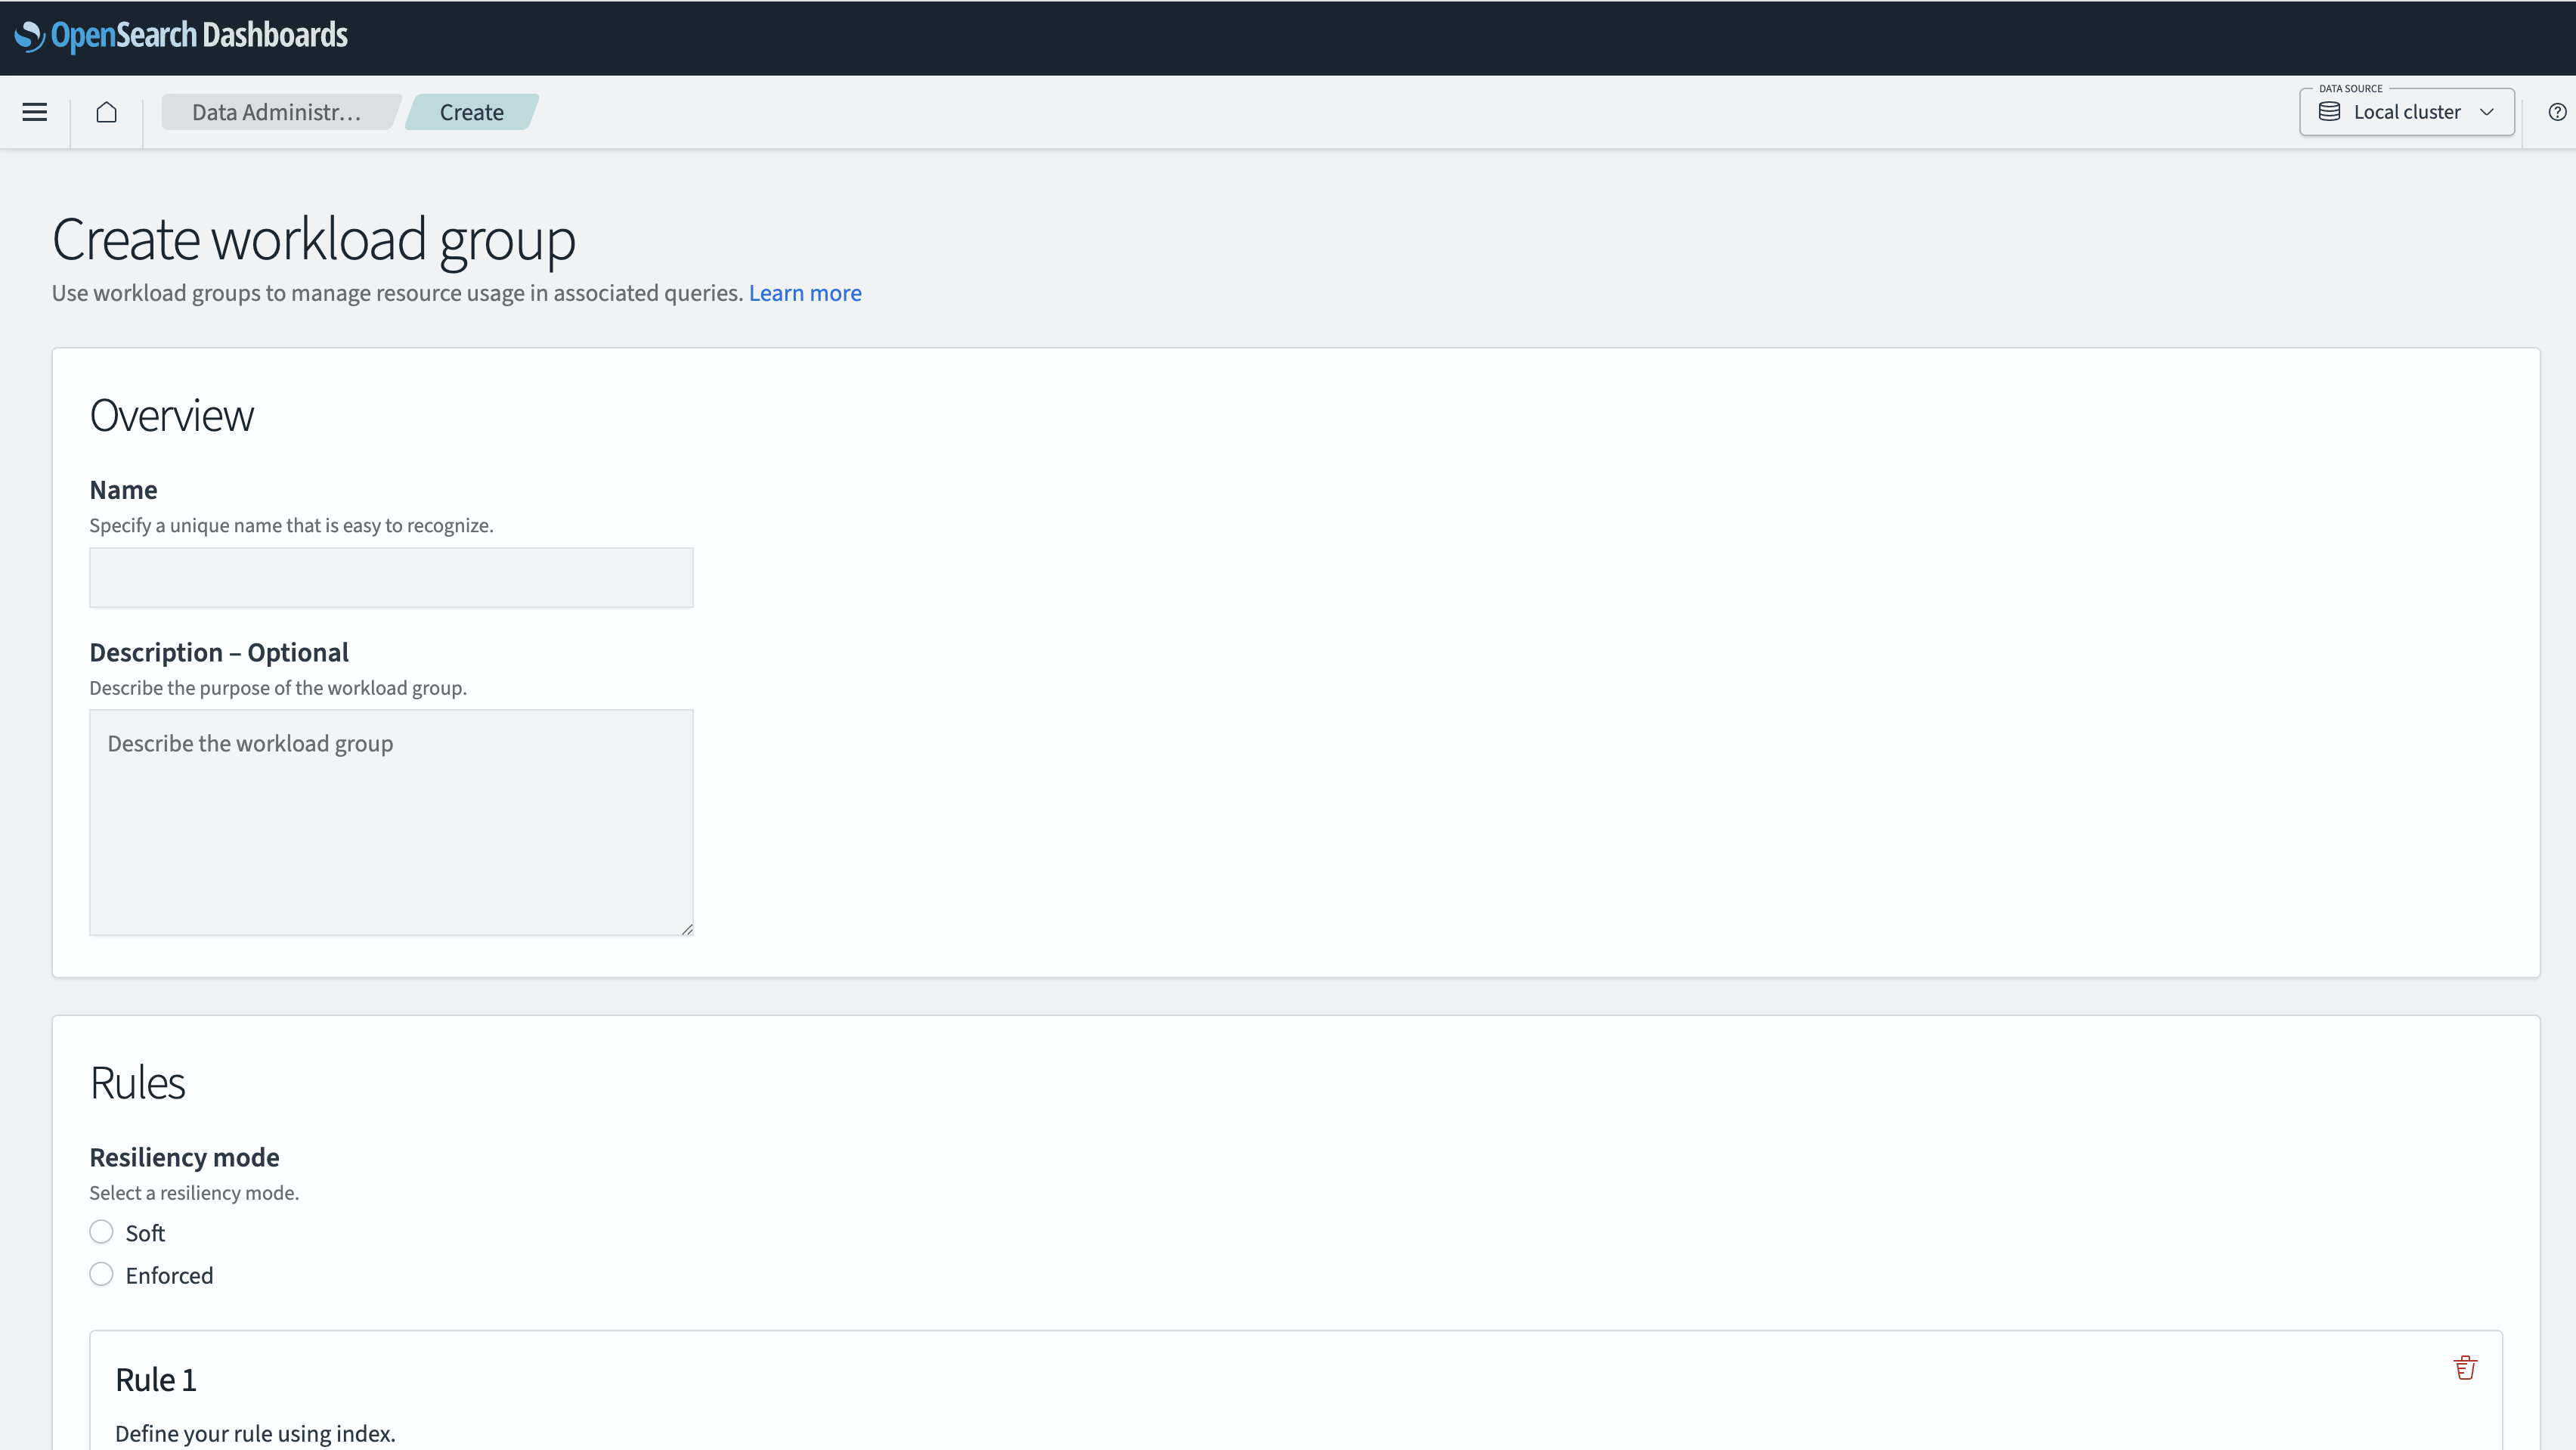 OpenSearch Dashboards
Data Administr… Create
DATA SOURCE
Local cluster
Create workload group
Use workload groups to manage resource usage in associated queries. Learn more
Overview
Name
Specify a unique name that is easy to recognize.
Description – Optional
Describe the purpose of the workload group.
Describe the workload group
Rules
Resiliency mode
Select a resiliency mode.
Soft
Enforced
Rule 1
Define your rule using index.